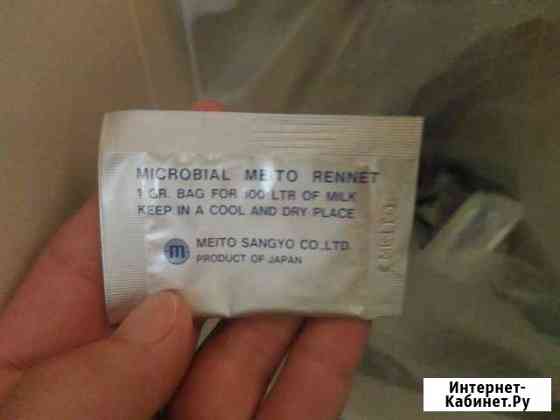 MICROBIAL MEITO RENNET
1 GR. BAG FOR 100 LTR OF MILK
KEEP IN A COOL AND DRY PLACE
m
MEITO SANGYO CO.,LTD.
PRODUCT OF JAPAN
Интернет-
Кабинет.Ру